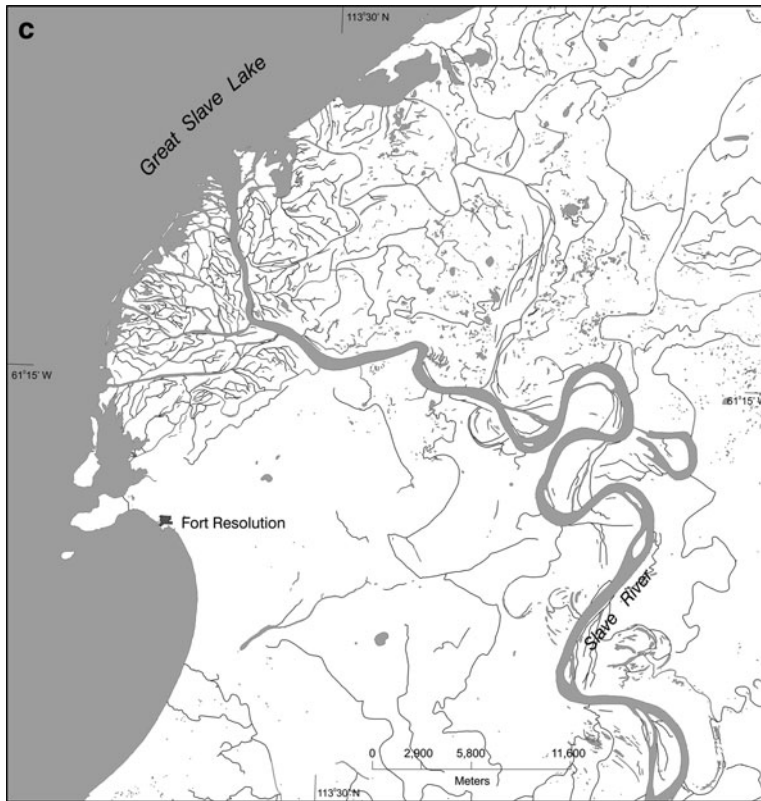 c
113°30' N
Great Slave Lake
61°15' W
61°15' W
Fort Resolution
Slave River
0 2,900 5,800 11,600
Meters
113°30' N